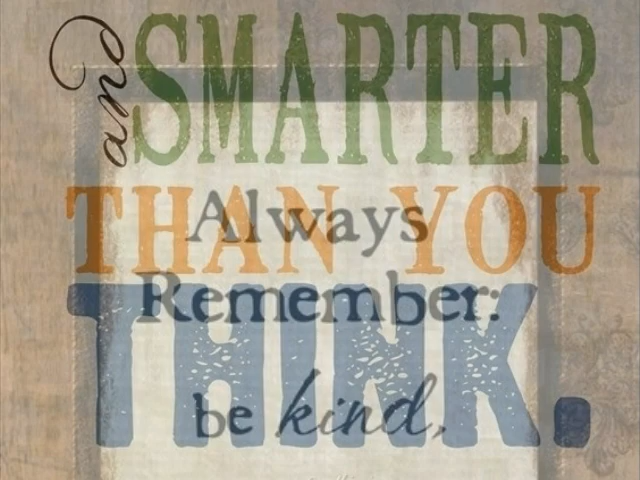 and SMARTER
THAN YOU
Always
Remember:
THINK.
be kind,